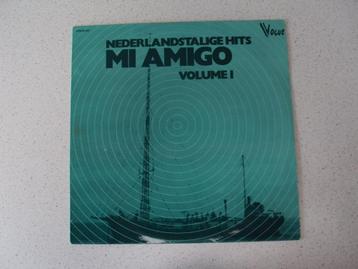 Vogue
NEDERLANDSTALIGE HITS
MI AMIGO
VOLUME I